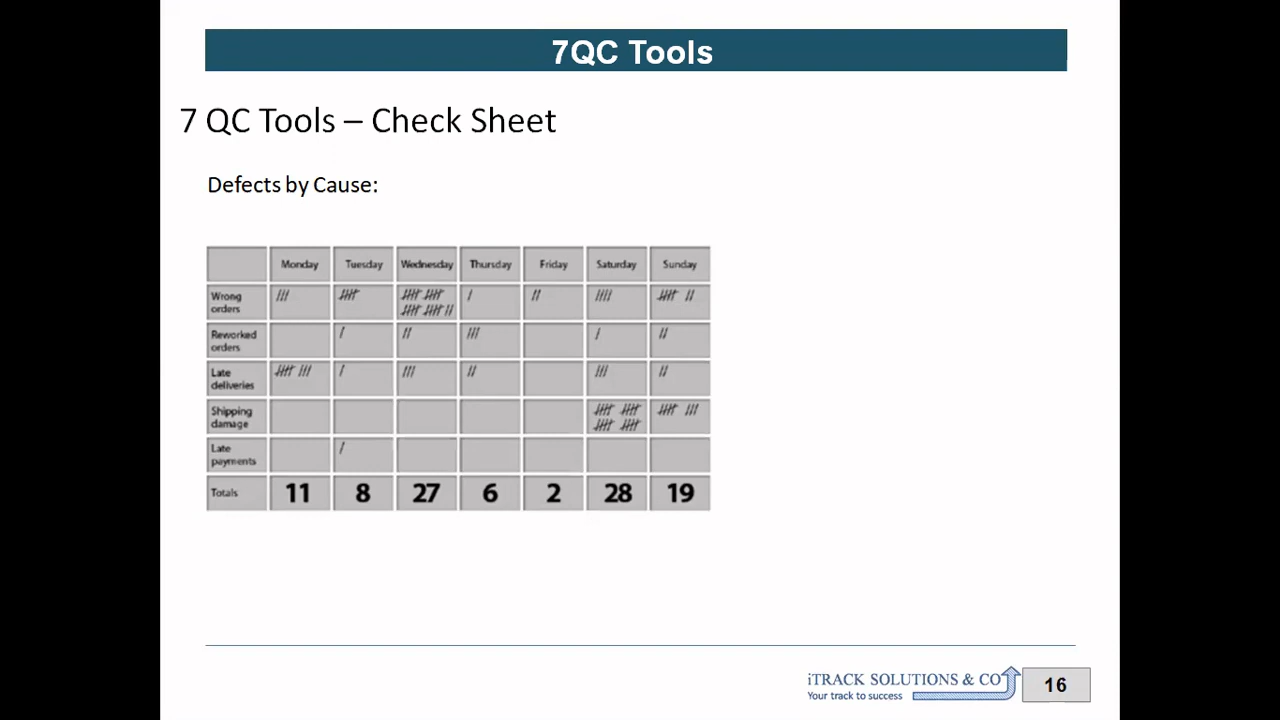 7QC Tools
7 QC Tools – Check Sheet
Defects by Cause:
Monday Tuesday Wednesday Thursday Friday Saturday Sunday
Wrong
orders
Reworked
orders
Late
deliveries
Shipping
damage
Late
payments
Totals 11 8 27 6 2 28 19
iTRACK SOLUTIONS & CO
Your track to success
16